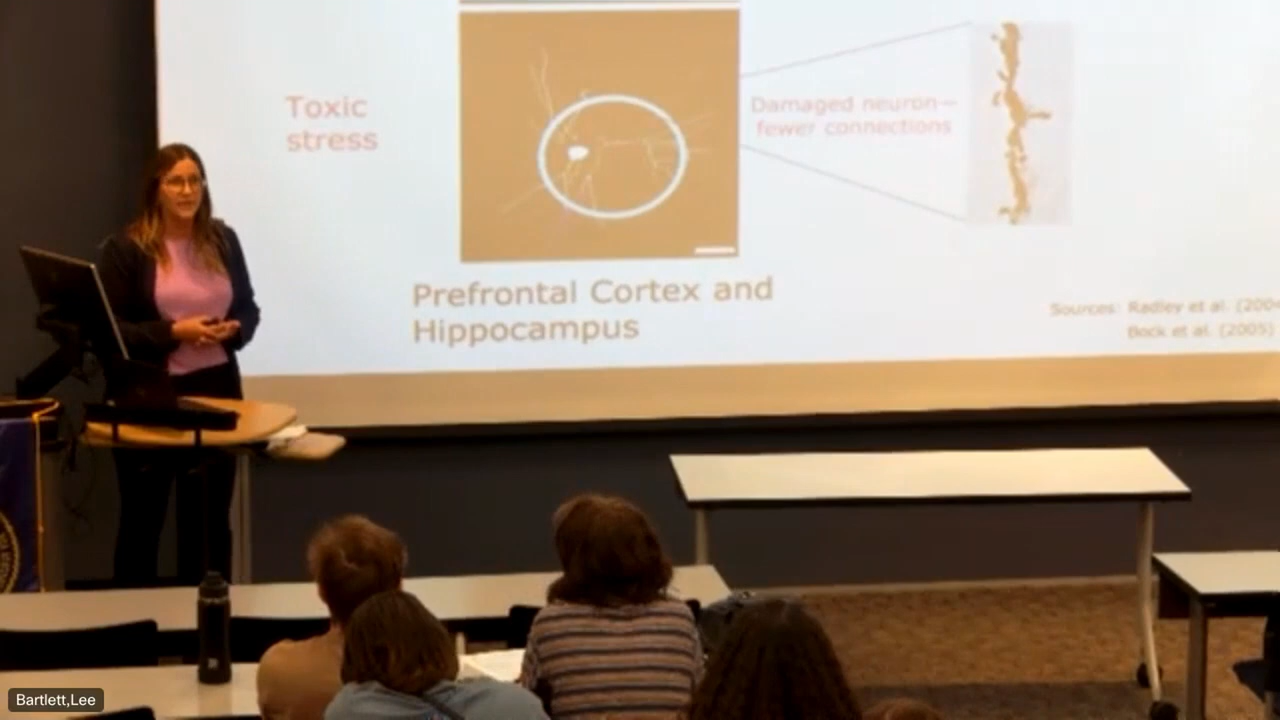 Toxic
stress
Damaged neuron—
fewer connections
Prefrontal Cortex and
Hippocampus
Sources: Radley et al. (200
Bock et al. (2005)
Bartlett,Lee